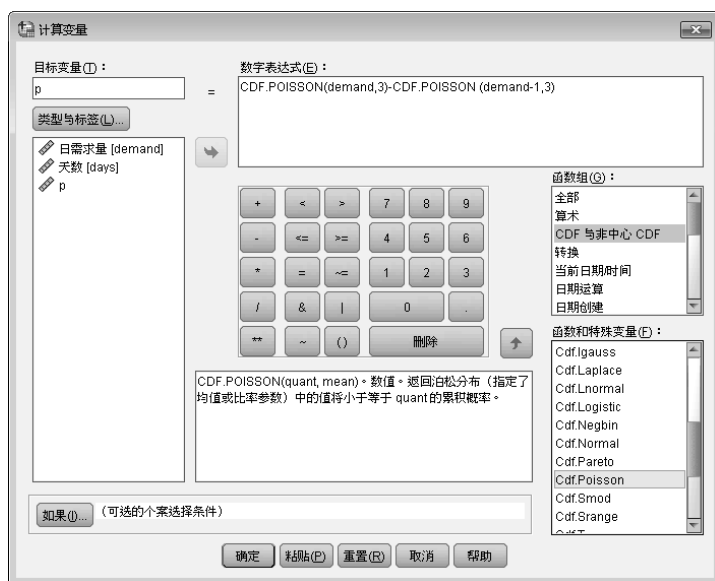 计算变量
目标变量(T)：
p
=
数字表达式(E)：
CDF.POISSON(demand,3)-CDF.POISSON (demand-1,3)
类型与标签(L)...
日需求量 [demand]
天数 [days]
p
+ < > 7 8 9
- <= >= 4 5 6
* = ~= 1 2 3
/ & | 0 .
** ~ () 删除
函数组(G)：
全部
算术
CDF 与非中心 CDF
转换
当前日期/时间
日期运算
日期创建
函数和特殊变量(F)：
Cdf.Igauss
Cdf.Laplace
Cdf.Lnormal
Cdf.Logistic
Cdf.Negbin
Cdf.Normal
Cdf.Pareto
Cdf.Poisson
Cdf.Smod
Cdf.Srange
CDF.POISSON(quant, mean)。数值。返回泊松分布（指定了
均值或比率参数）中的值将小于等于 quant的累积概率。
如果(I)... （可选的个案选择条件）
确定 粘贴(P) 重置(R) 取消 帮助